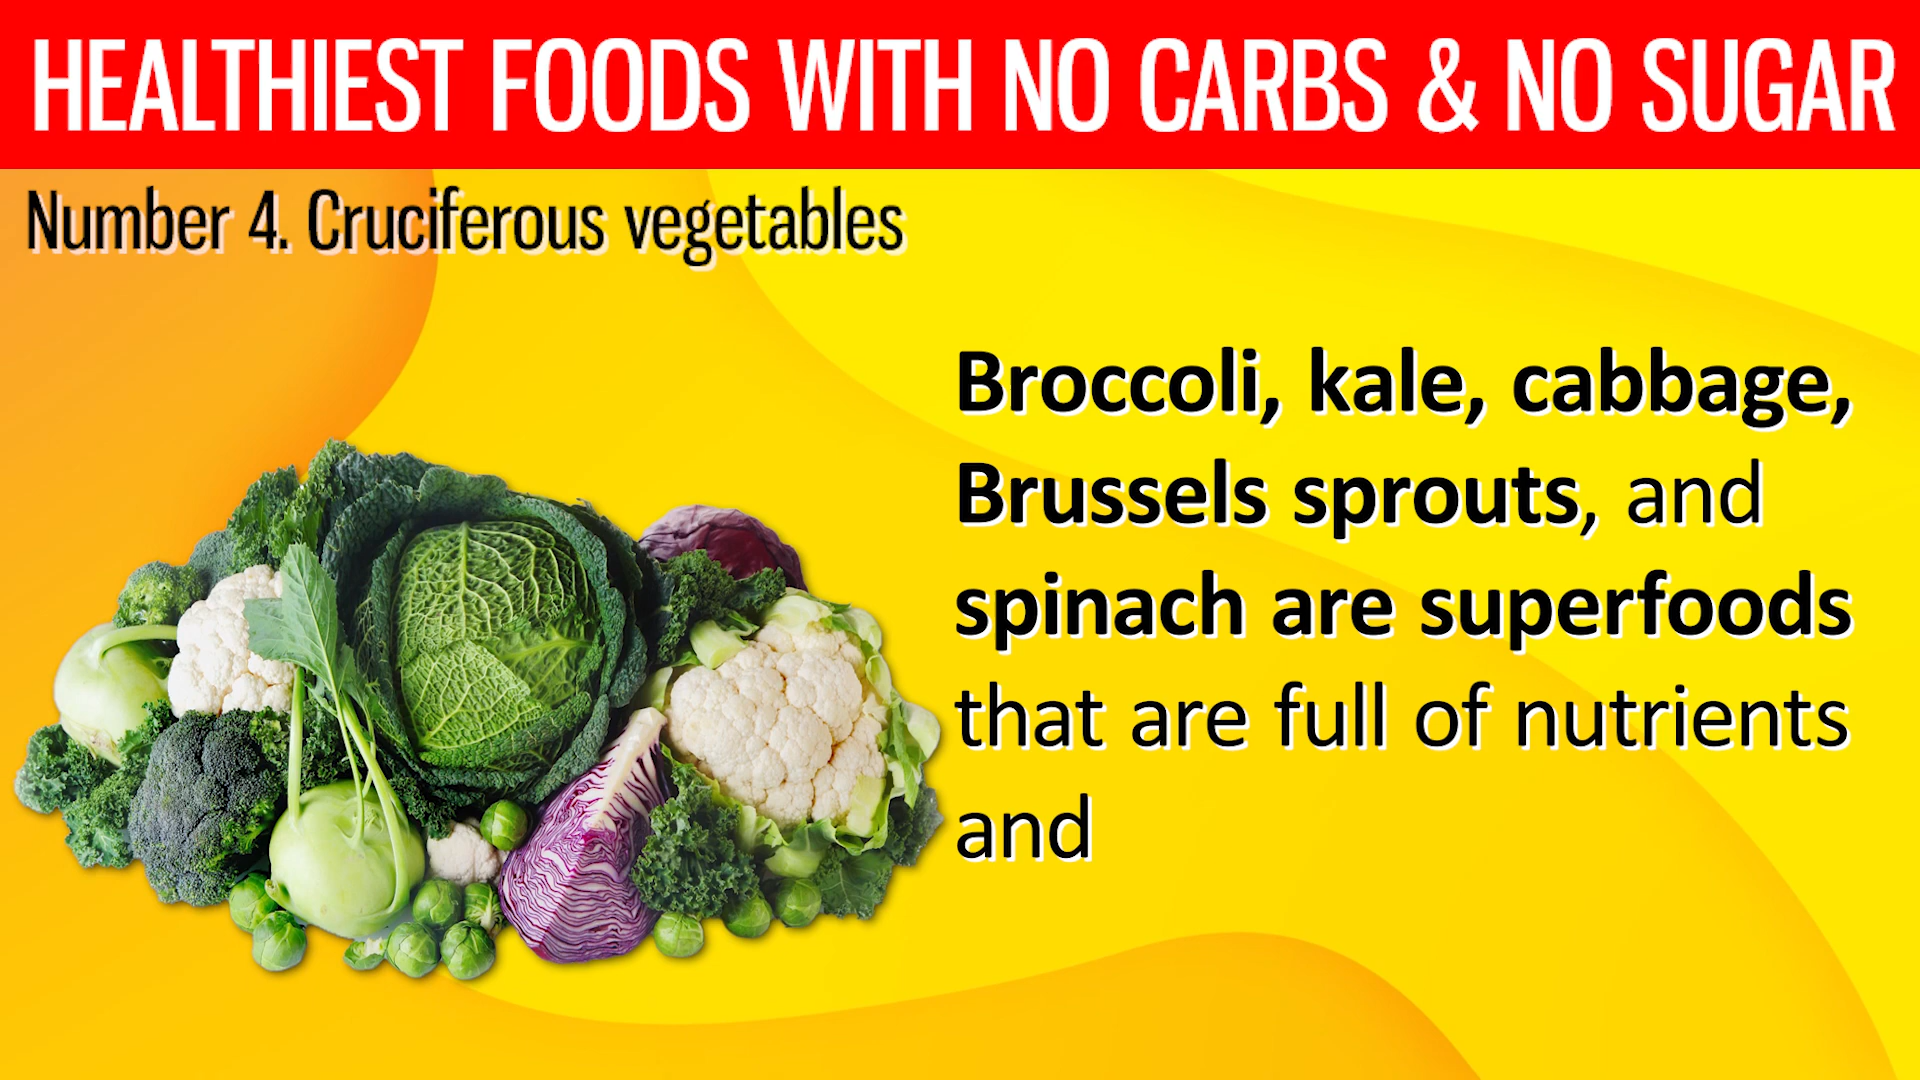 HEALTHIEST FOODS WITH NO CARBS & NO SUGAR
Number 4. Cruciferous vegetables
Broccoli, kale, cabbage,
Brussels sprouts, and
spinach are superfoods
that are full of nutrients
and